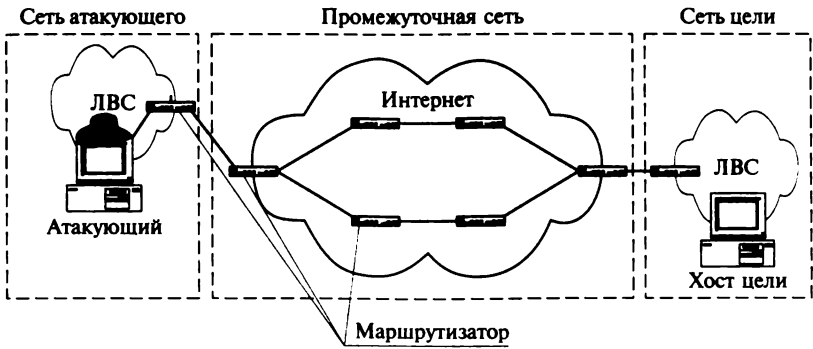 Сеть атакующего
Промежуточная сеть
Сеть цели
ЛВС
Интернет
ЛВС
Атакующий
Хост цели
Маршрутизатор